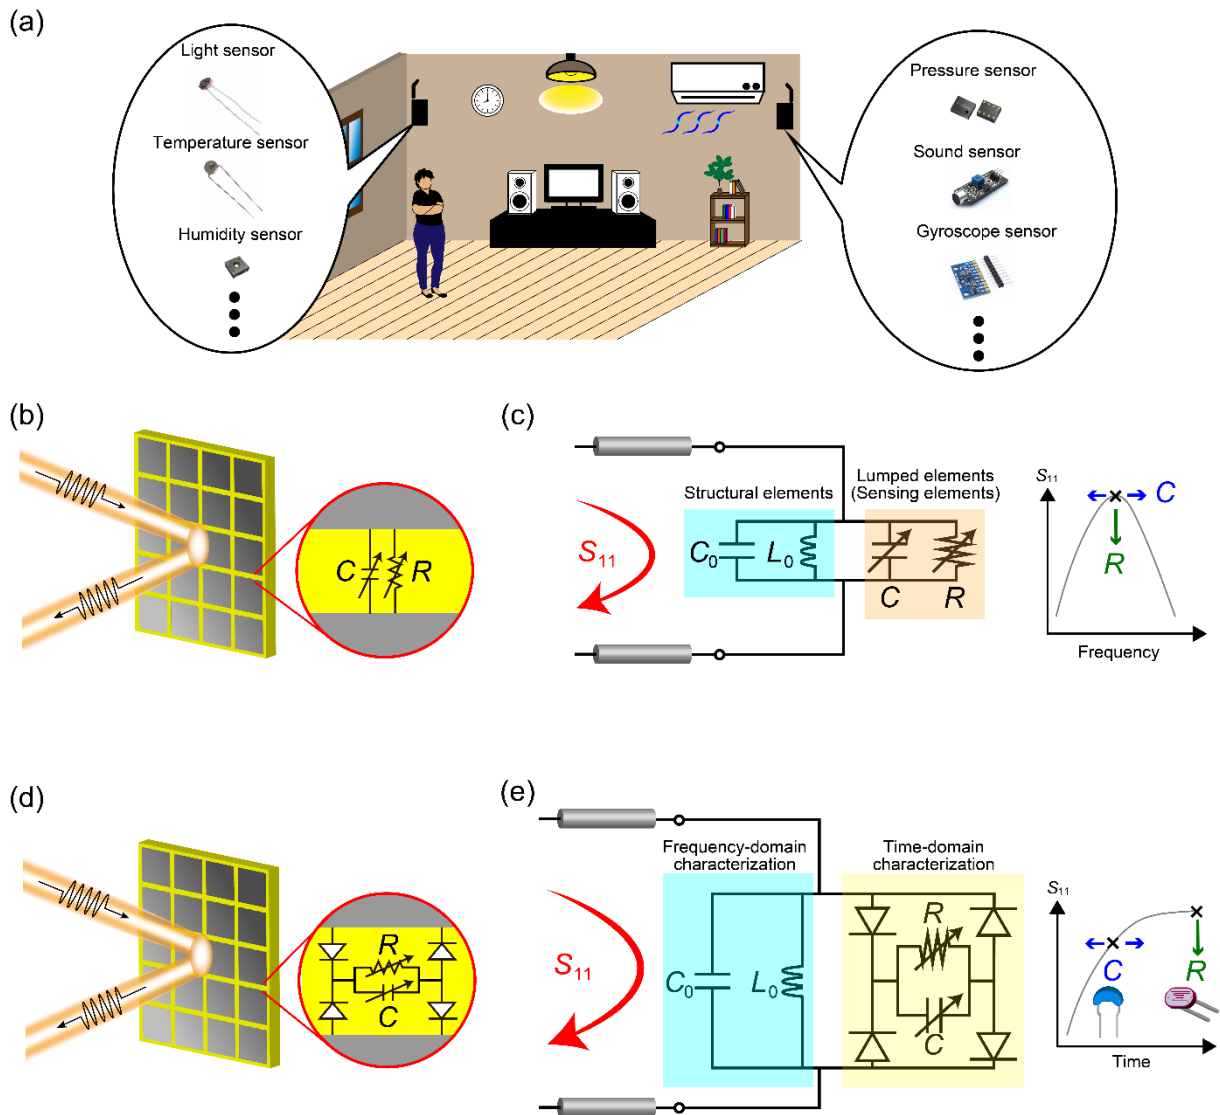 (a)
Light sensor
Temperature sensor
Humidity sensor
Pressure sensor
Sound sensor
Gyroscope sensor
(b)
C
R
(c)
Structural elements
Lumped elements
(Sensing elements)
S11
C0
L0
C
R
S11
C
R
Frequency
(d)
R
C
(e)
Frequency-domain
characterization
Time-domain
characterization
S11
C0
L0
R
C
S11
C
R
Time